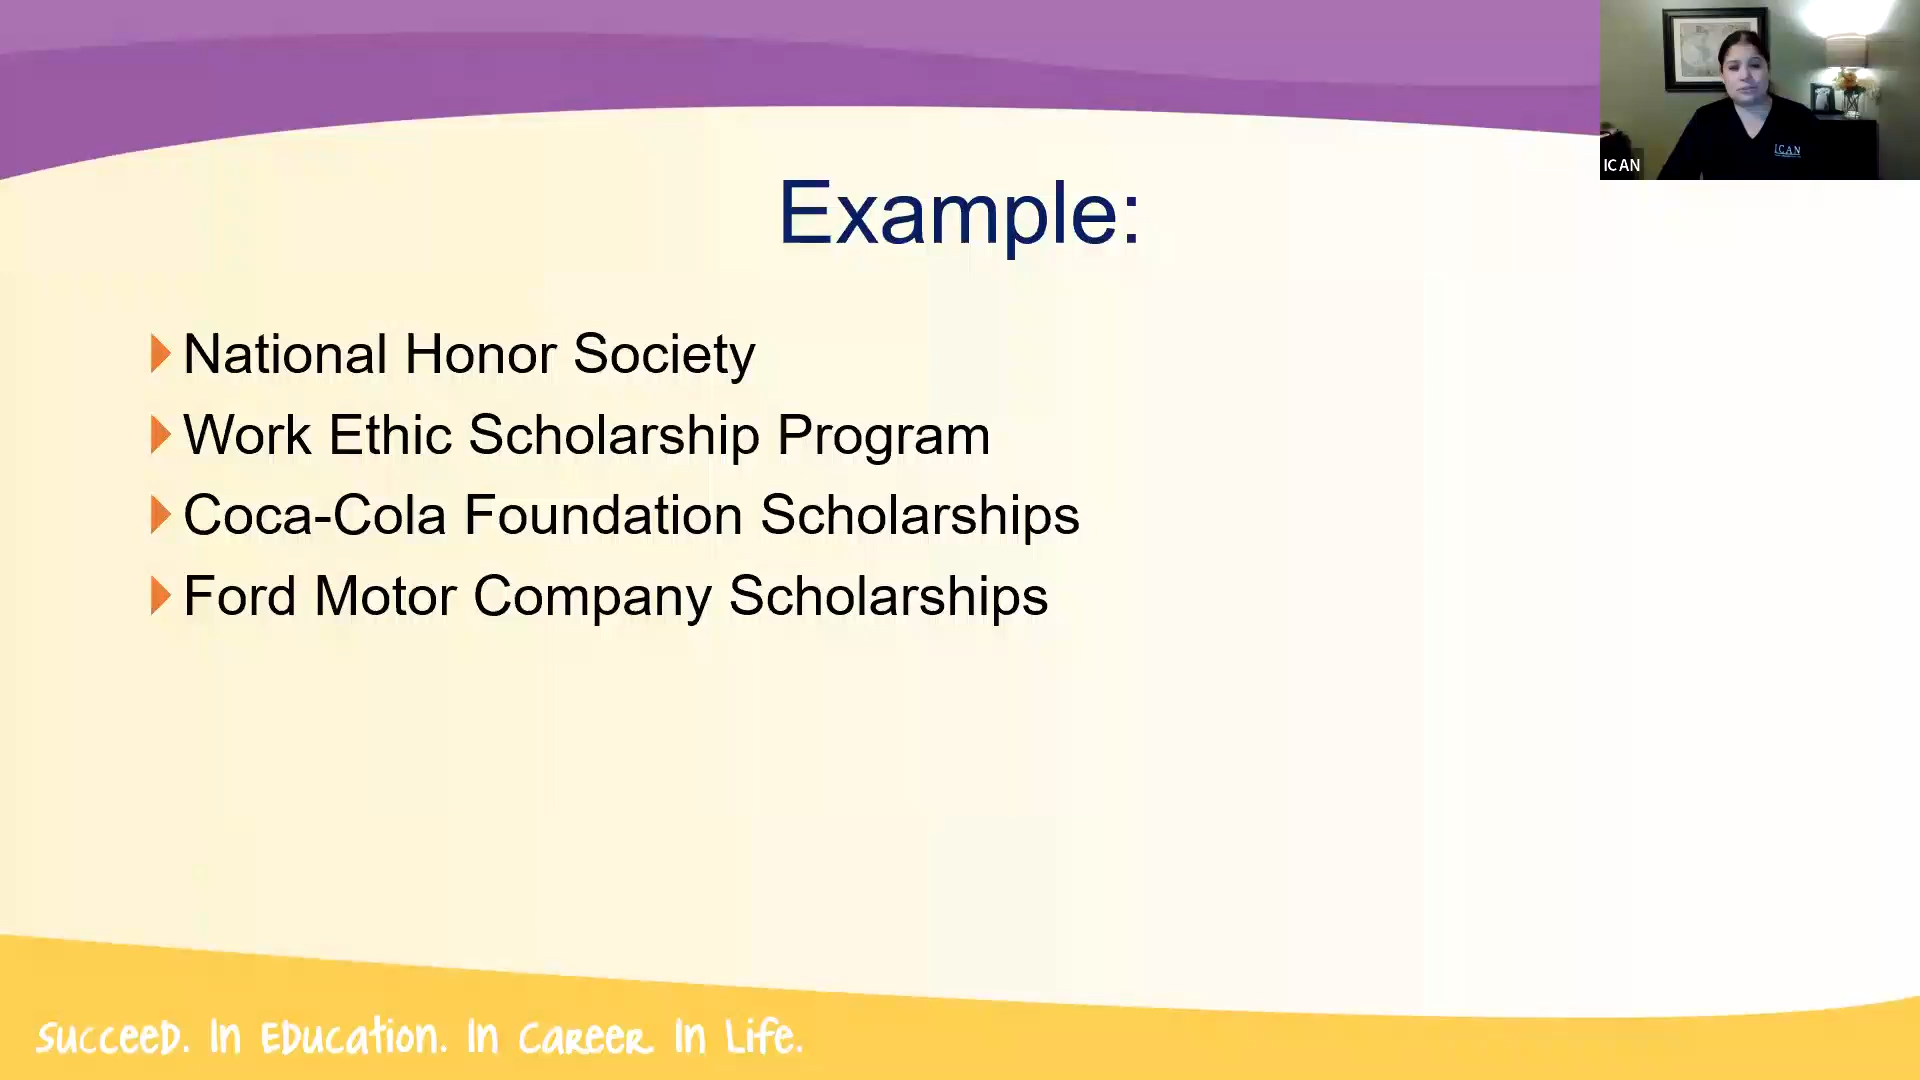 ICAN
ICAN
Example:
National Honor Society
Work Ethic Scholarship Program
Coca-Cola Foundation Scholarships
Ford Motor Company Scholarships
Succeed. In Education. In Career. In Life.